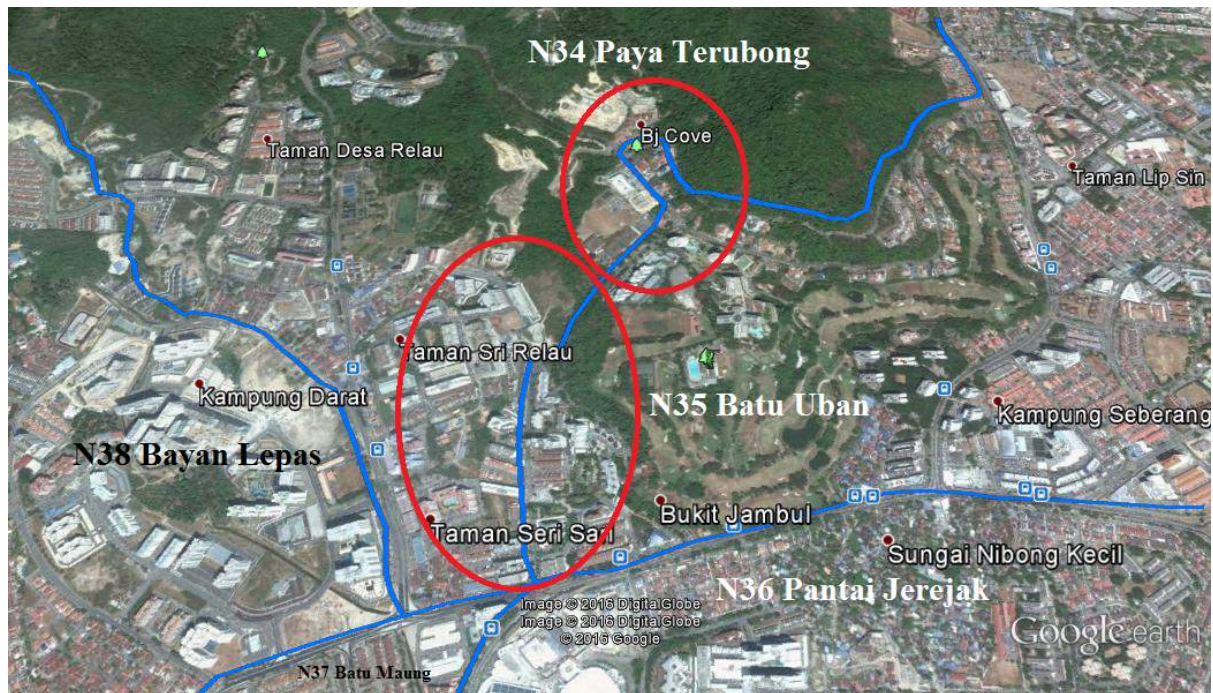 N34 Paya Terubong
Bj Cove
Taman Desa Relau
Taman Lip Sin
Taman Sri Relau
Kampung Darat
N35 Batu Uban
Kampung Seberang
N38 Bayan Lepas
Bukit Jambul
Taman Seri Sari
Sungai Nibong Kecil
N36 Pantai Jerejak
Image © 2016 DigitalGlobe
Image © 2016 DigitalGlobe
© 2016 Google
Google earth
N37 Batu Maung